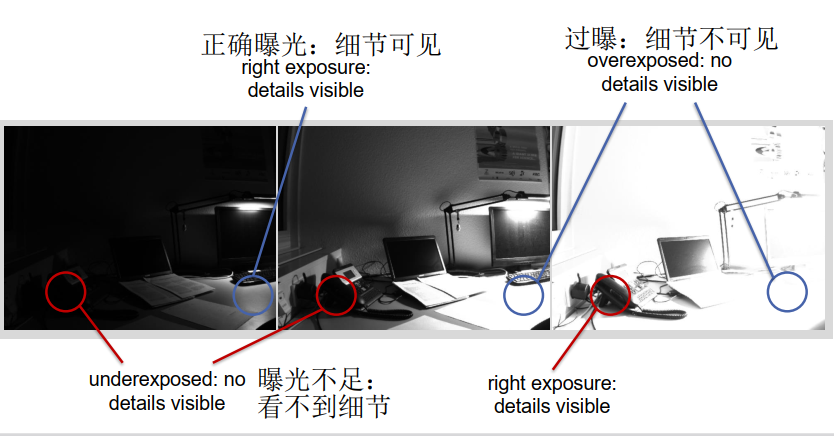 正确曝光：细节可见
right exposure:
details visible
过曝：细节不可见
overexposed: no
details visible
underexposed: no
details visible
曝光不足：
看不到细节
right exposure:
details visible